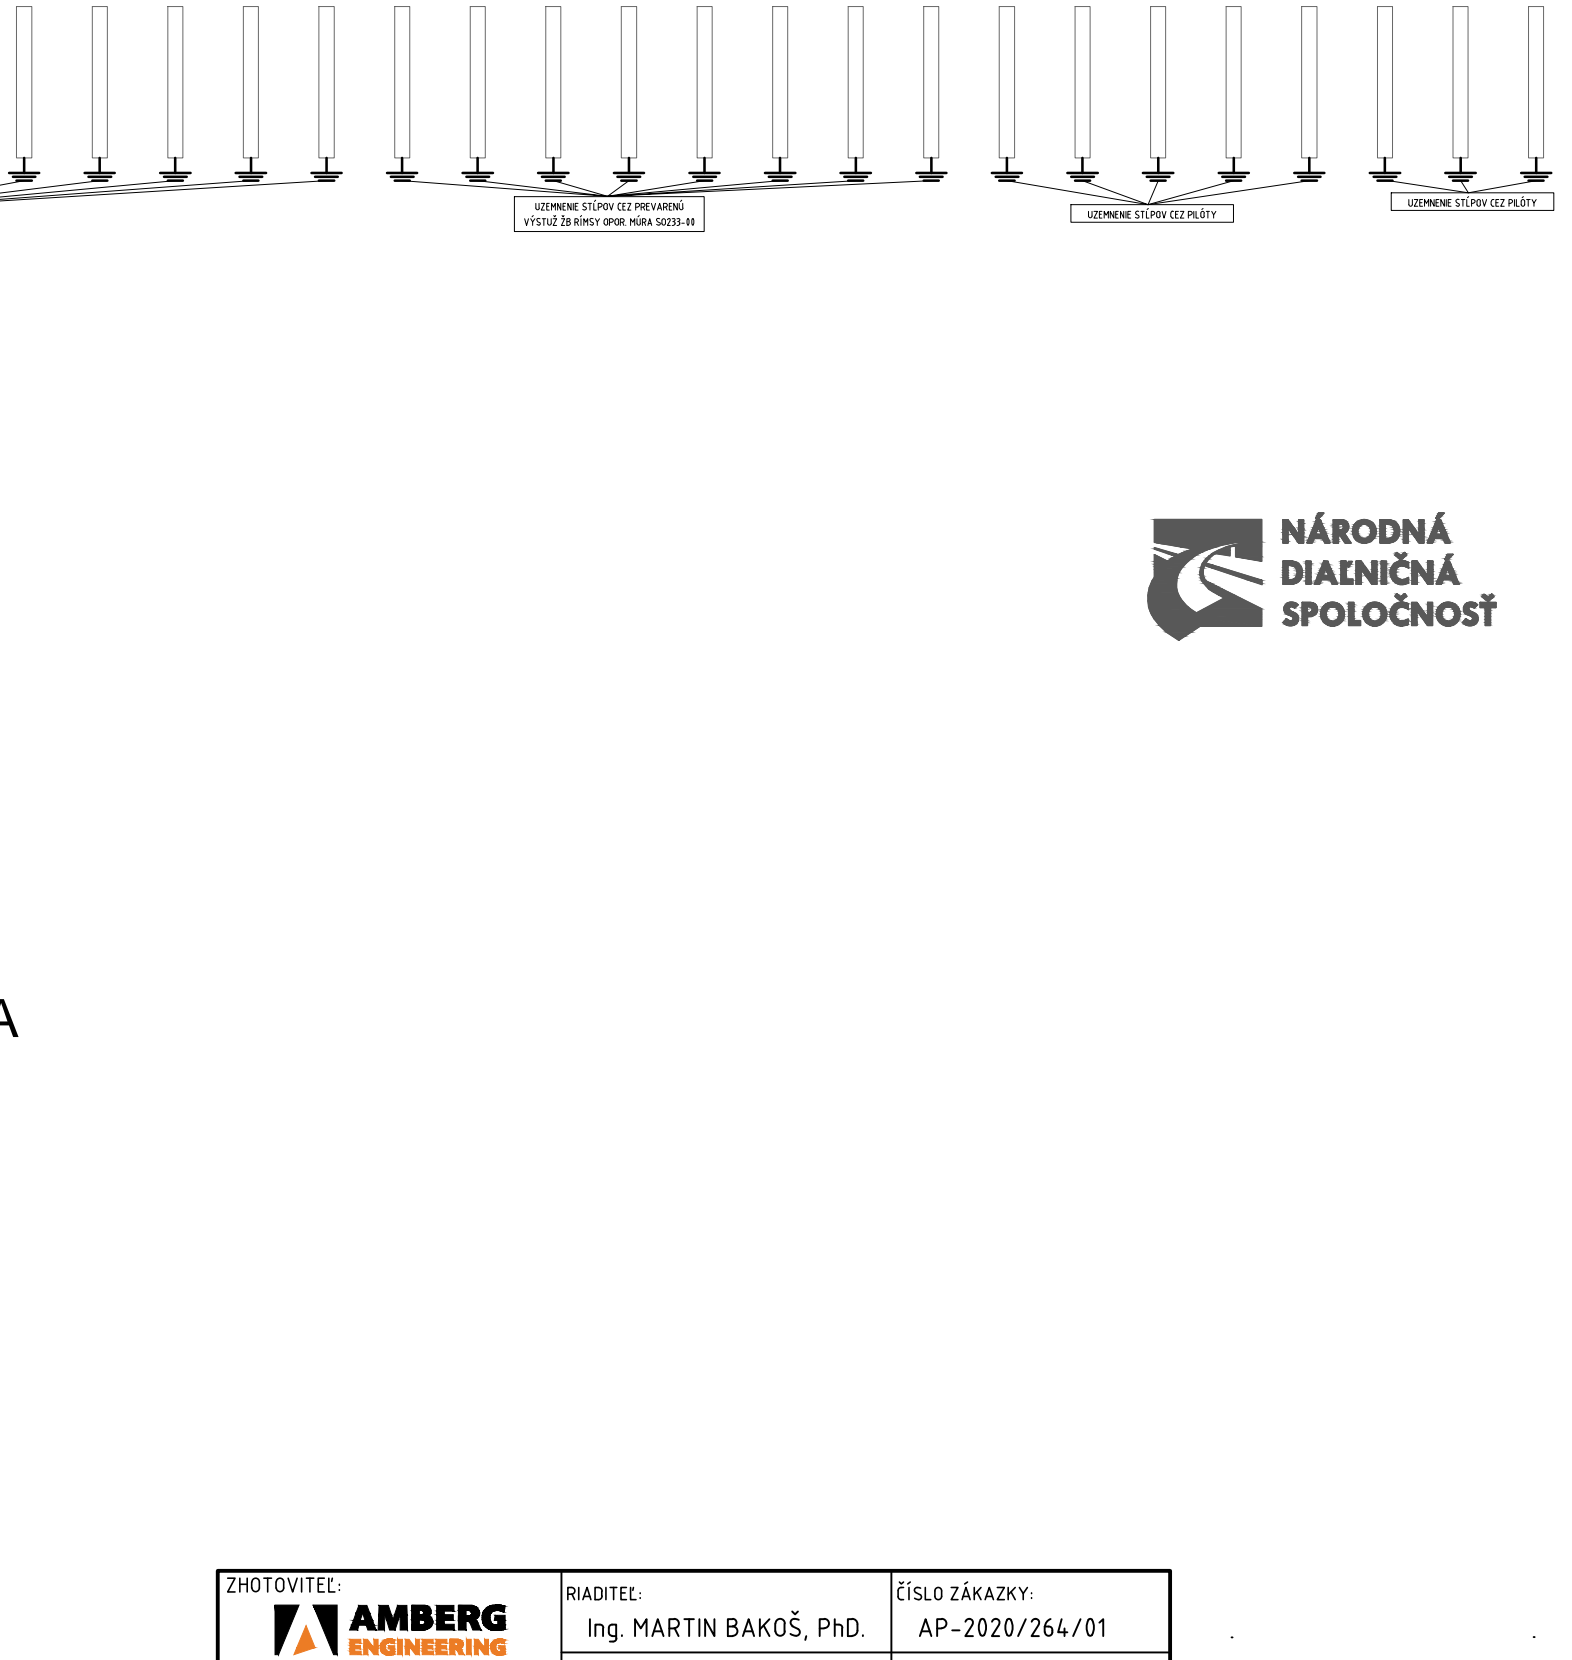 UZEMNENIE STĹPOV CEZ PREVARENÚ
VÝSTUŽ ŽB RÍMSY OPOR. MÚRA SO233-00
UZEMNENIE STĹPOV CEZ PILÓTY
UZEMNENIE STĹPOV CEZ PILÓTY
NÁRODNÁ
DIAĽNIČNÁ
SPOLOČNOSŤ
A
ZHOTOVITEĽ:
AMBERG
ENGINEERING
RIADITEĽ:
Ing. MARTIN BAKOŠ, PhD.
ČÍSLO ZÁKAZKY:
AP-2020/264/01